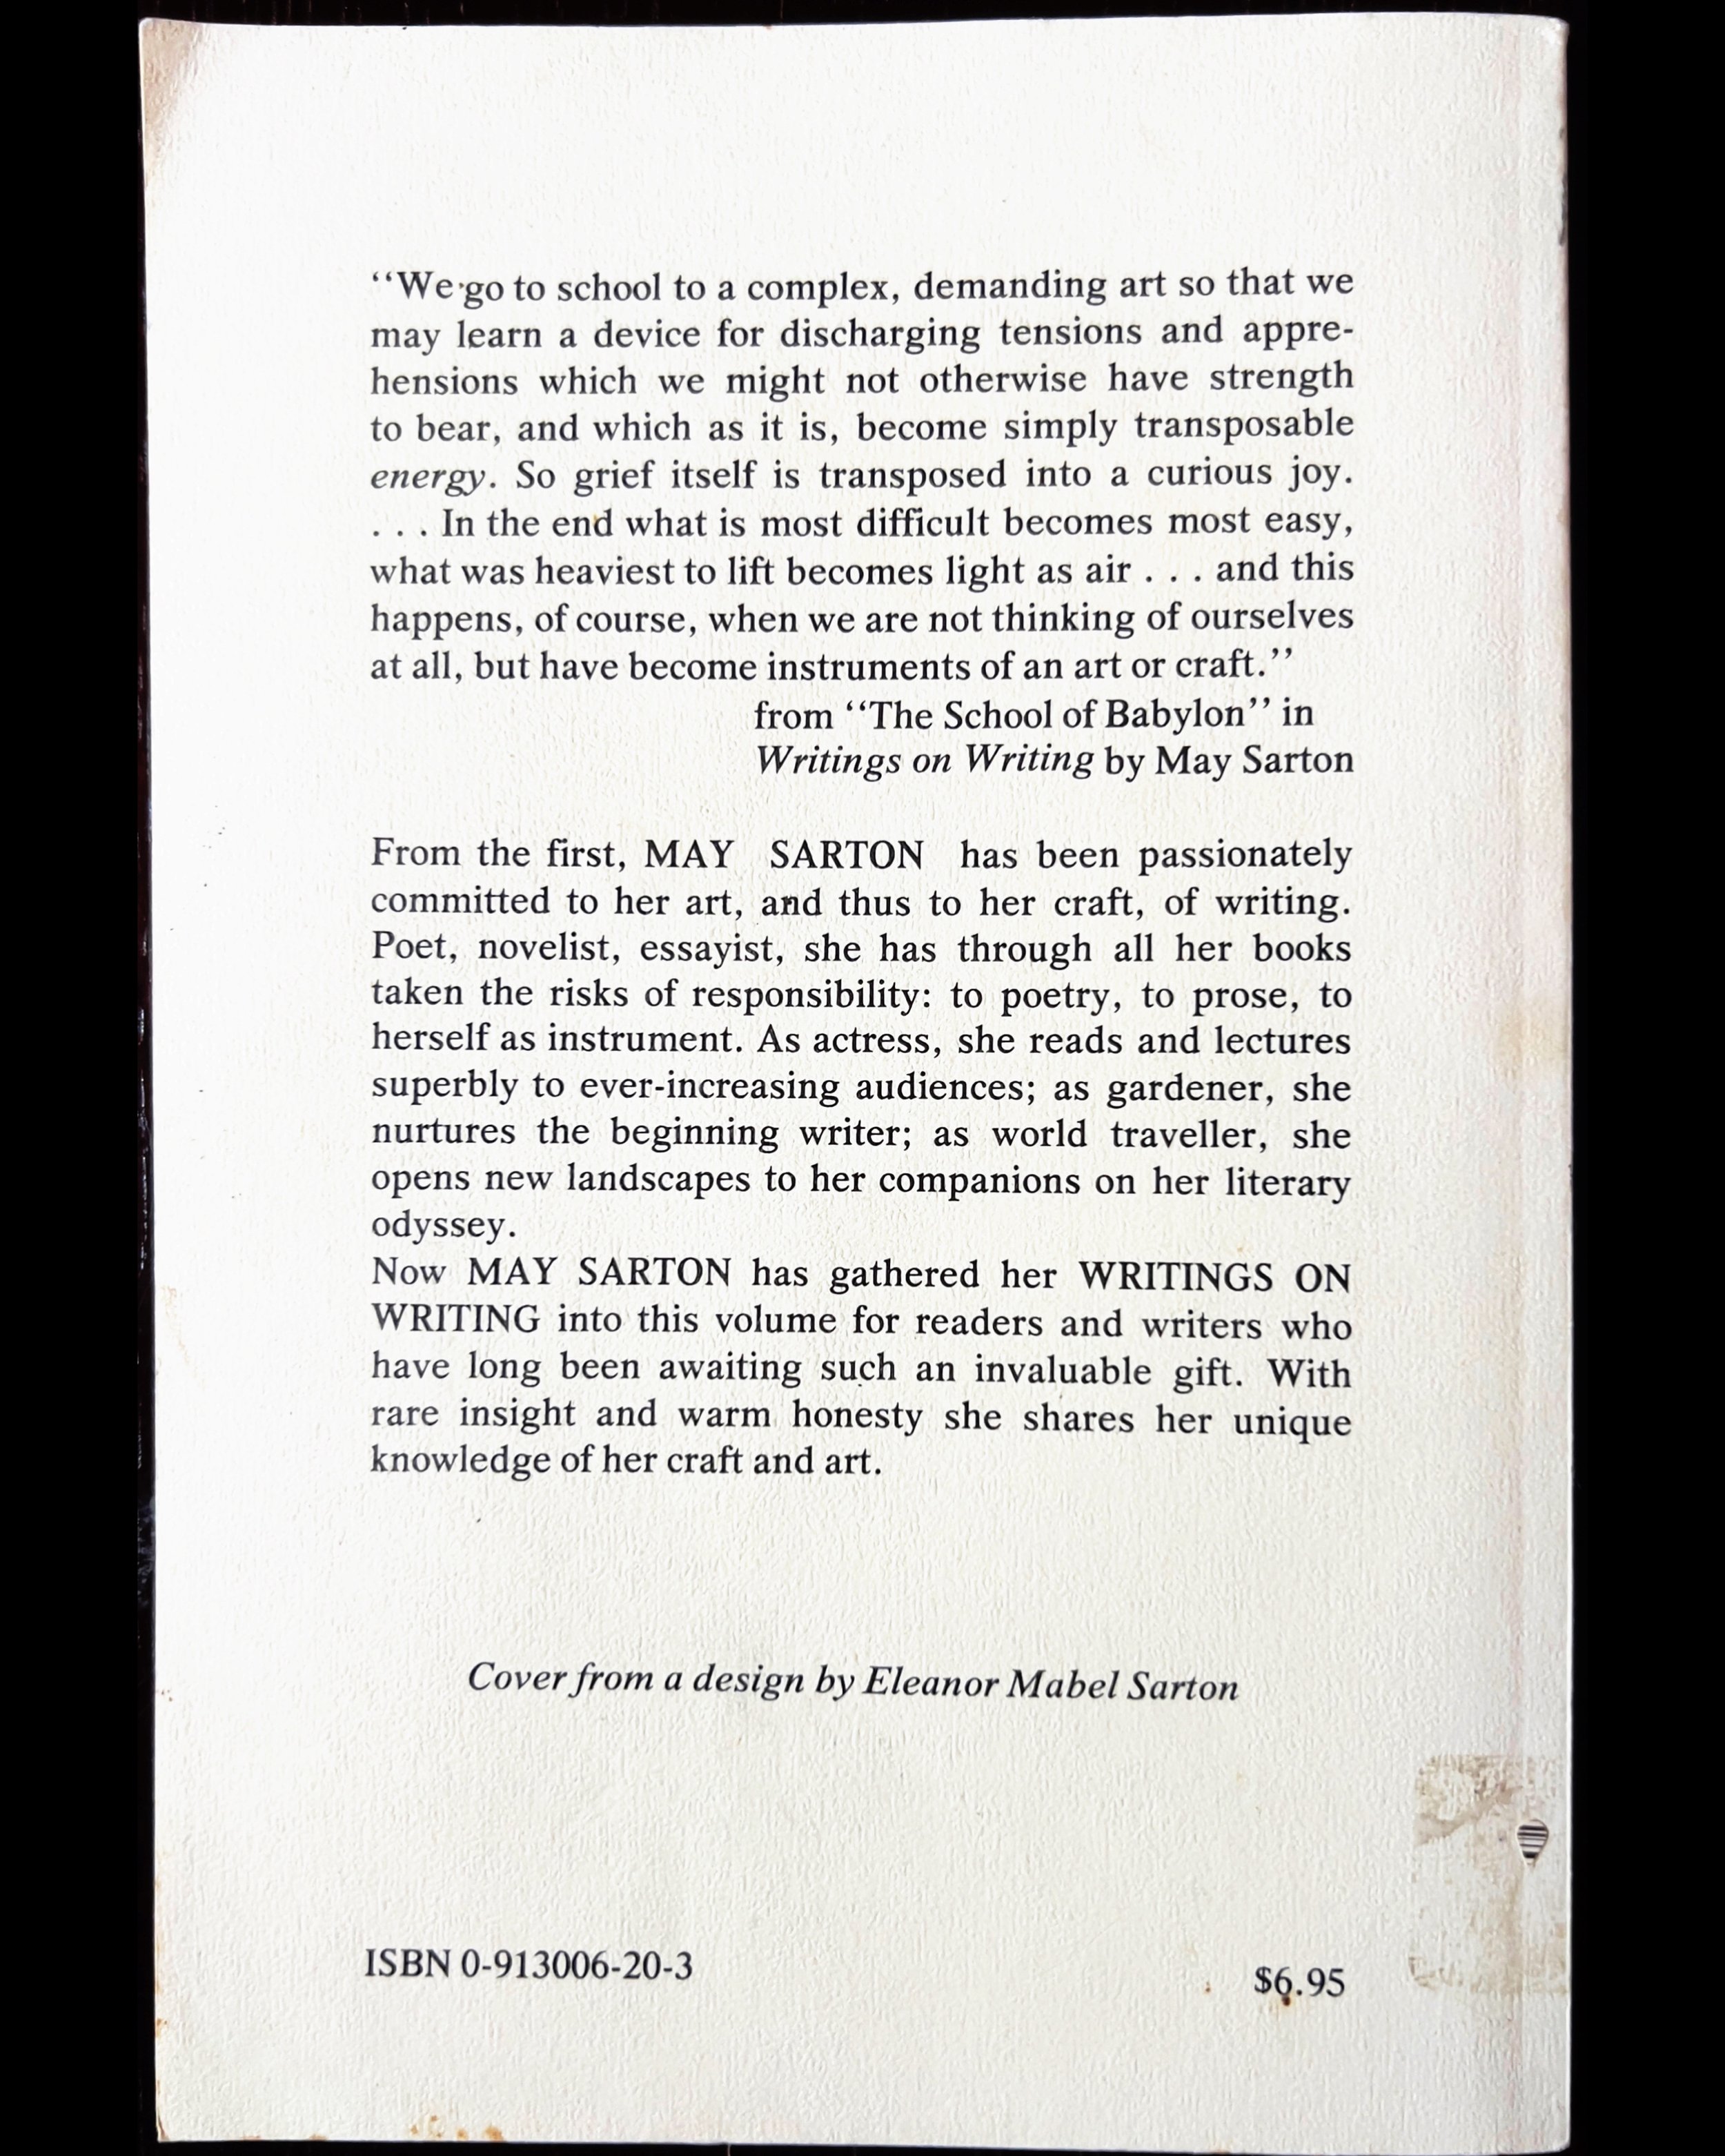 “We go to school to a complex, demanding art so that we
may learn a device for discharging tensions and appre-
hensions which we might not otherwise have strength
to bear, and which as it is, become simply transposable
energy. So grief itself is transposed into a curious joy.
. . . In the end what is most difficult becomes most easy,
what was heaviest to lift becomes light as air . . . and this
happens, of course, when we are not thinking of ourselves
at all, but have become instruments of an art or craft.”
from “The School of Babylon” in
Writings on Writing by May Sarton
From the first, MAY SARTON has been passionately
committed to her art, and thus to her craft, of writing.
Poet, novelist, essayist, she has through all her books
taken the risks of responsibility: to poetry, to prose, to
herself as instrument. As actress, she reads and lectures
superbly to ever-increasing audiences; as gardener, she
nurtures the beginning writer; as world traveller, she
opens new landscapes to her companions on her literary
odyssey.
Now MAY SARTON has gathered her WRITINGS ON
WRITING into this volume for readers and writers who
have long been awaiting such an invaluable gift. With
rare insight and warm honesty she shares her unique
knowledge of her craft and art.
Cover from a design by Eleanor Mabel Sarton
ISBN 0-913006-20-3
$6.95